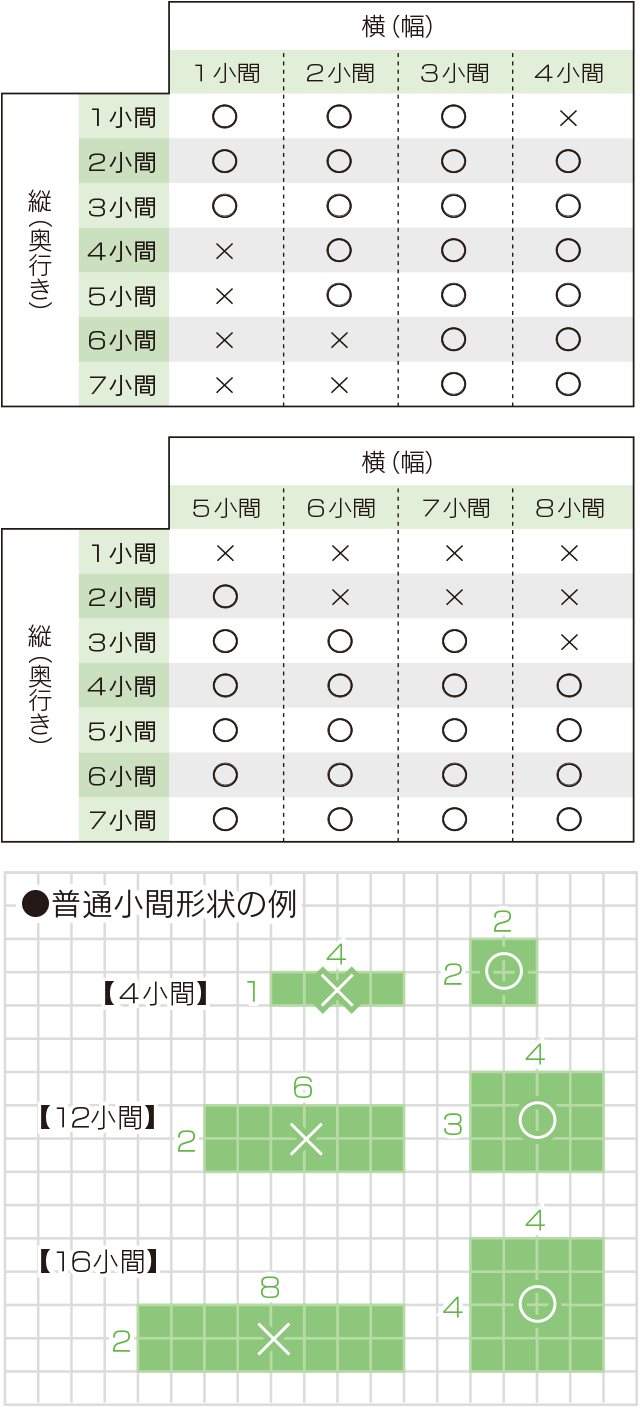 横（幅）
1小間 2小間 3小間 4小間
縦（奥行き）
1小間 ○ ○ ○ ×
2小間 ○ ○ ○ ○
3小間 ○ ○ ○ ○
4小間 × ○ ○ ○
5小間 × ○ ○ ○
6小間 × × ○ ○
7小間 × × ○ ○
横（幅）
5小間 6小間 7小間 8小間
縦（奥行き）
1小間 × × × ×
2小間 ○ × × ×
3小間 ○ ○ ○ ×
4小間 ○ ○ ○ ○
5小間 ○ ○ ○ ○
6小間 ○ ○ ○ ○
7小間 ○ ○ ○ ○
●普通小間形状の例
【4小間】 1 4 × 2 2 ○
【12小間】 2 6 × 3 4 ○
【16小間】 2 8 × 4 4 ○